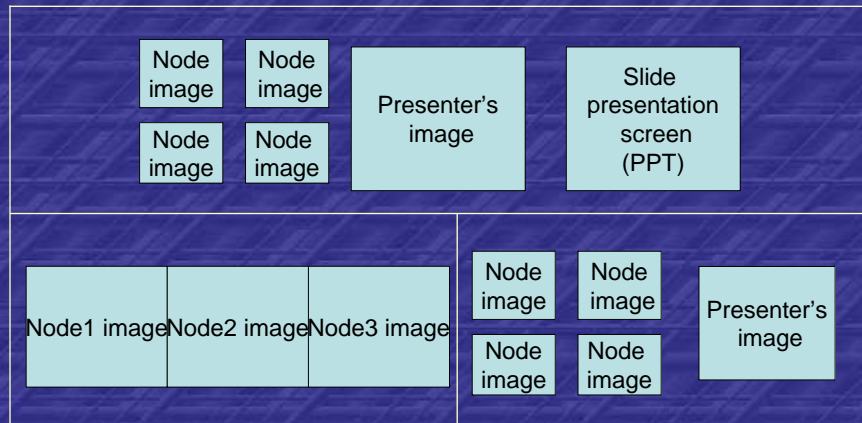 Node
image
Node
image
Node
image
Node
image
Presenter's
image
Slide
presentation
screen
(PPT)
Node1 image
Node2 image
Node3 image
Node
image
Node
image
Node
image
Node
image
Presenter's
image